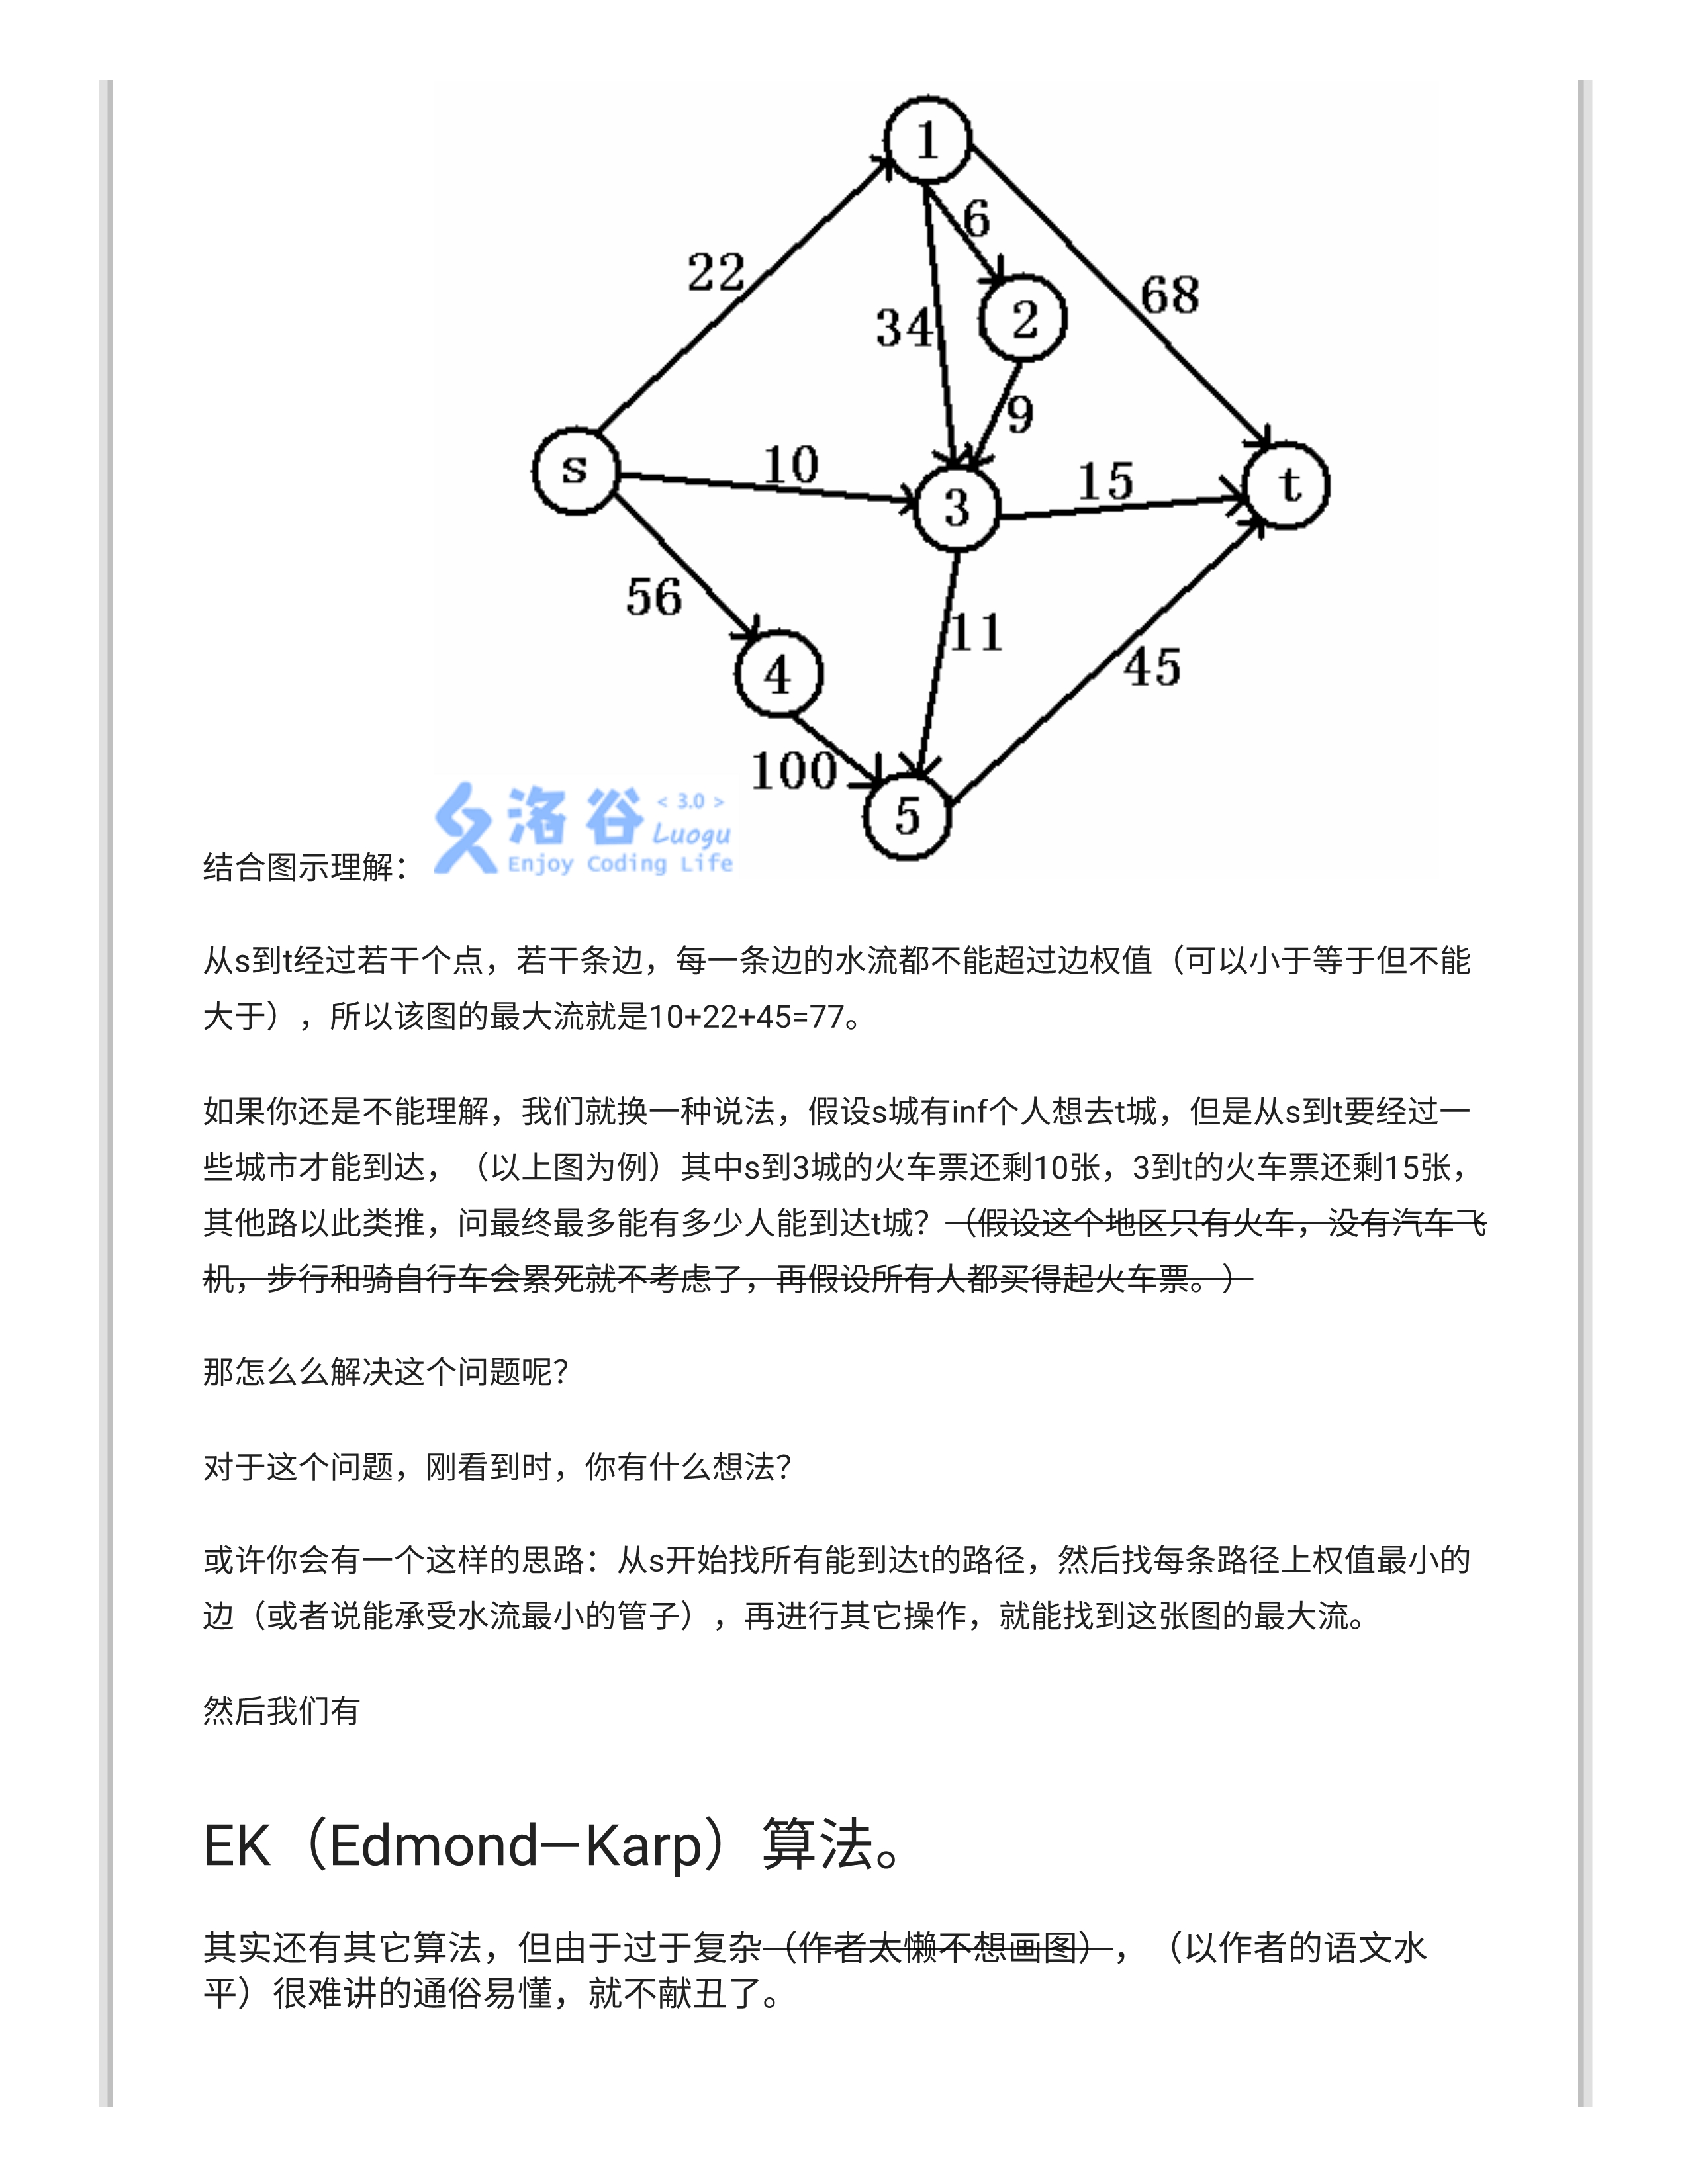 1
6
22
68
34
2
9
s
10
3
15
t
56
11
4
45
100
5
洛谷 < 3.0 >
Luogu
Enjoy Coding Life
结合图示理解：
从s到t经过若干个点，若干条边，每一条边的水流都不能超过边权值（可以小于等于但不能
大于），所以该图的最大流就是10+22+45=77。
如果你还是不能理解，我们就换一种说法，假设s城有inf个人想去t城，但是从s到t要经过一
些城市才能到达，（以上图为例）其中s到3城的火车票还剩10张，3到t的火车票还剩15张，
其他路以此类推，问最终最多能有多少人能到达t城？（假设这个地区只有火车，没有汽车飞
机，步行和骑自行车会累死就不考虑了，再假设所有人都买得起火车票。）
那怎么么解决这个问题呢？
对于这个问题，刚看到时，你有什么想法？
或许你会有一个这样的思路：从s开始找所有能到达t的路径，然后找每条路径上权值最小的
边（或者说能承受水流最小的管子），再进行其它操作，就能找到这张图的最大流。
然后我们有
EK（Edmond—Karp）算法。
其实还有其它算法，但由于过于复杂（作者太懒不想画图），（以作者的语文水
平）很难讲的通俗易懂，就不献丑了。